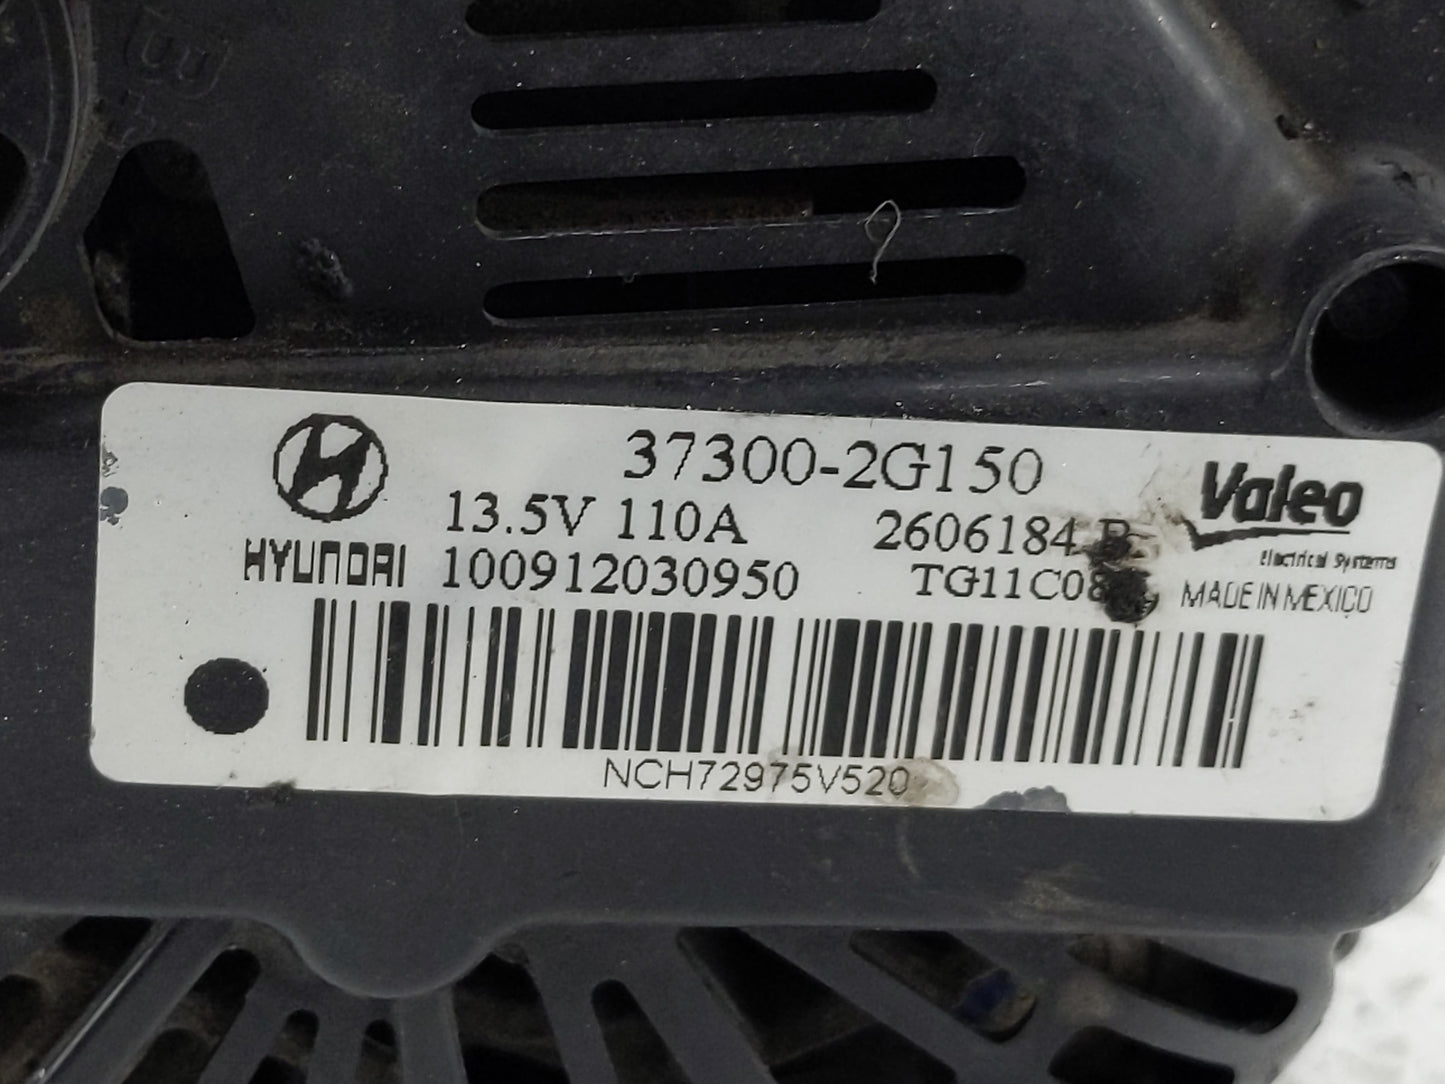 37300-2G150
Valeo
13.5V 110A
2606184
Electrical Systems
HYUNDAI
100912030950
MADE IN MEXICO
NCH72975V520